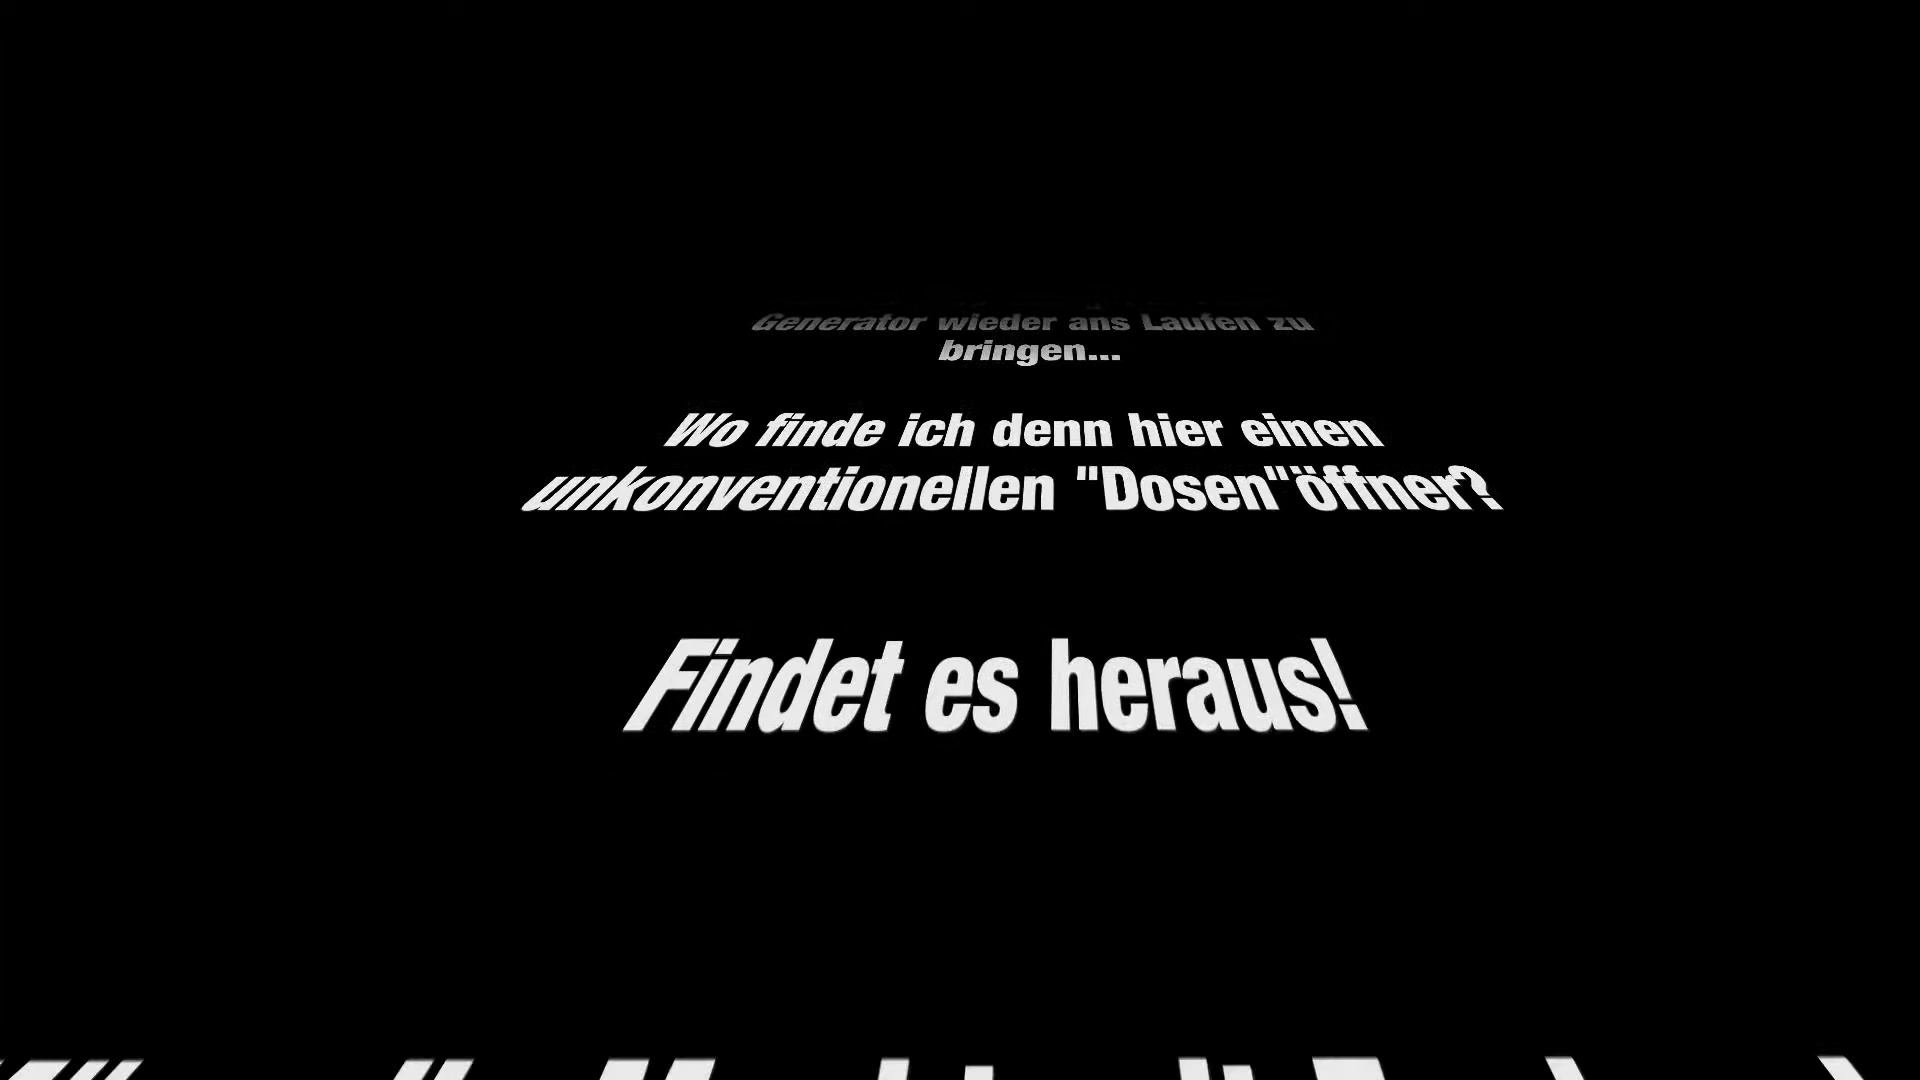 Generator wieder ans Laufen zu
bringen...
Wo finde ich denn hier einen
unkonventionellen "Dosen"öffner?
Findet es heraus!